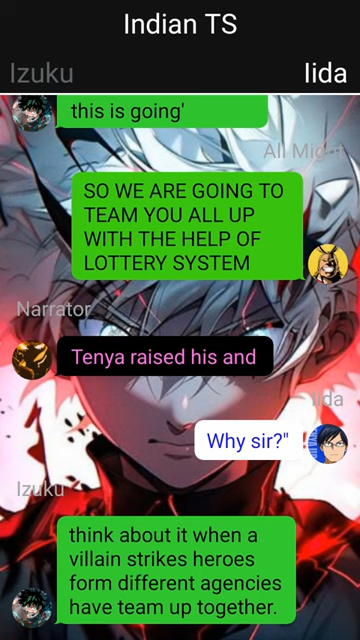 Indian TS
Izuku
Iida
this is going'
All Might
SO WE ARE GOING TO
TEAM YOU ALL UP
WITH THE HELP OF
LOTTERY SYSTEM
Narrator
Tenya raised his and
Iida
Why sir?"
Izuku
think about it when a
villain strikes heroes
form different agencies
have team up together.